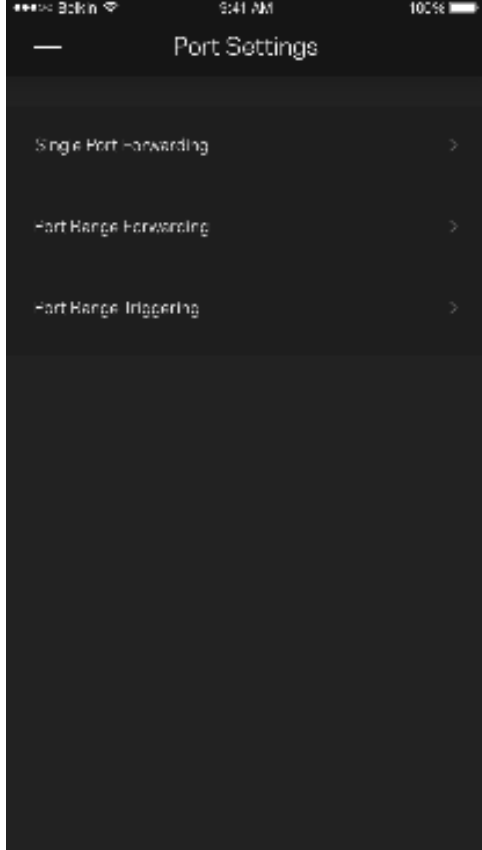 Belkin 9:41 AM 100%
Port Settings
Single Port Forwarding
Port Range Forwarding
Port Range Triggering